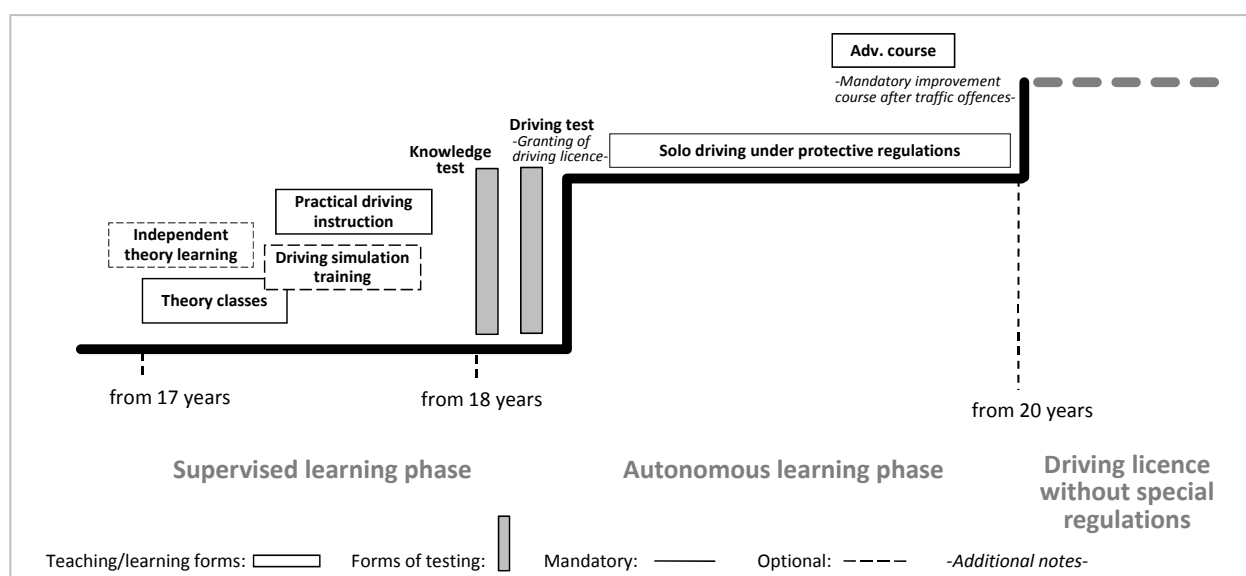 Adv. course
-Mandatory improvement
course after traffic offences-
Driving test
-Granting of
driving licence-
Knowledge
test
Solo driving under protective regulations
Practical driving
instruction
Independent
theory learning
Driving simulation
training
Theory classes
from 17 years
from 18 years
from 20 years
Supervised learning phase
Autonomous learning phase
Driving licence
without special
regulations
Teaching/learning forms:
Forms of testing:
Mandatory:
Optional:
-Additional notes-